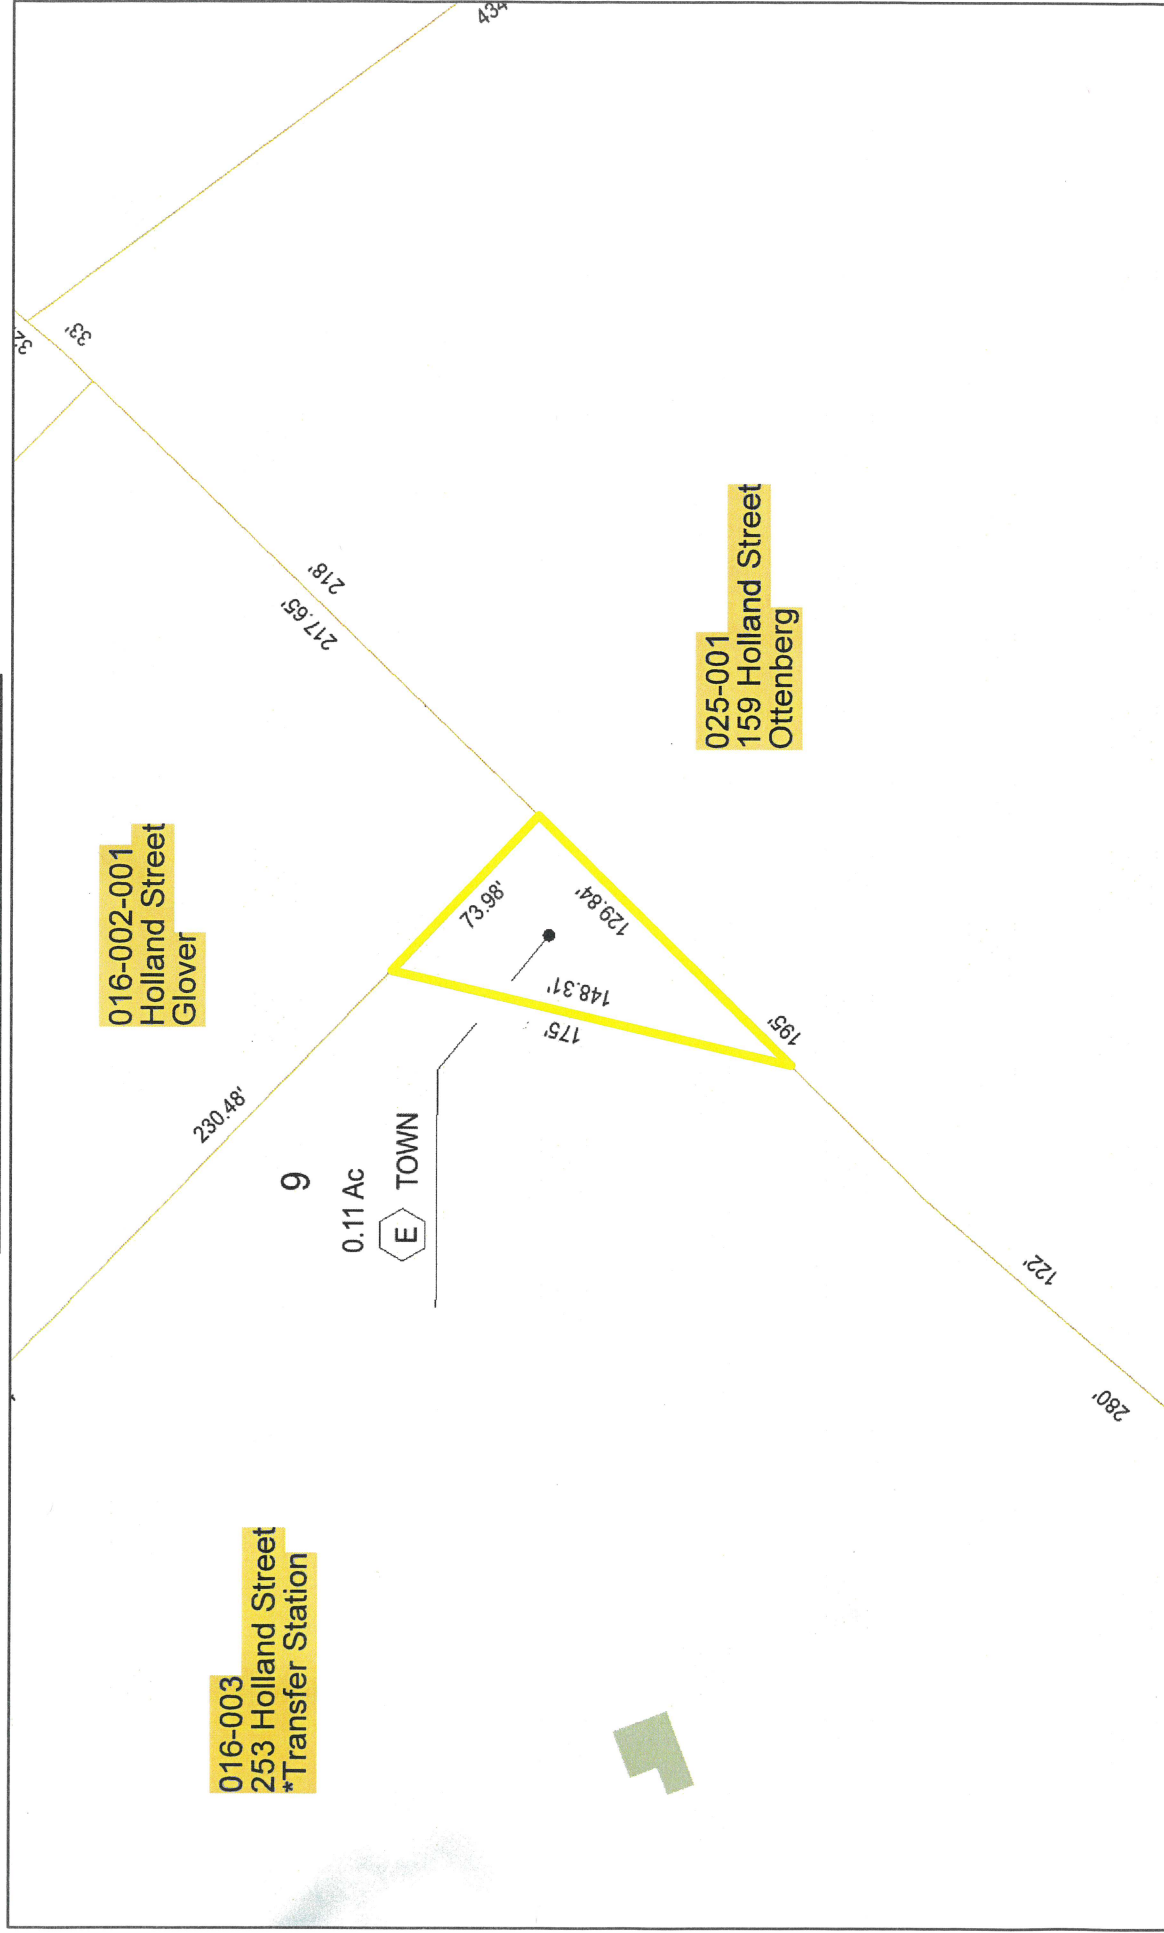 016-003
253 Holland Street
*Transfer Station
016-002-001
Holland Street
Glover
025-001
159 Holland Street
Ottenberg
9
0.11 Ac
E TOWN
230.48'
73.98'
148.31'
175'
129.84'
195'
217.65'
218'
33'
122'
280'